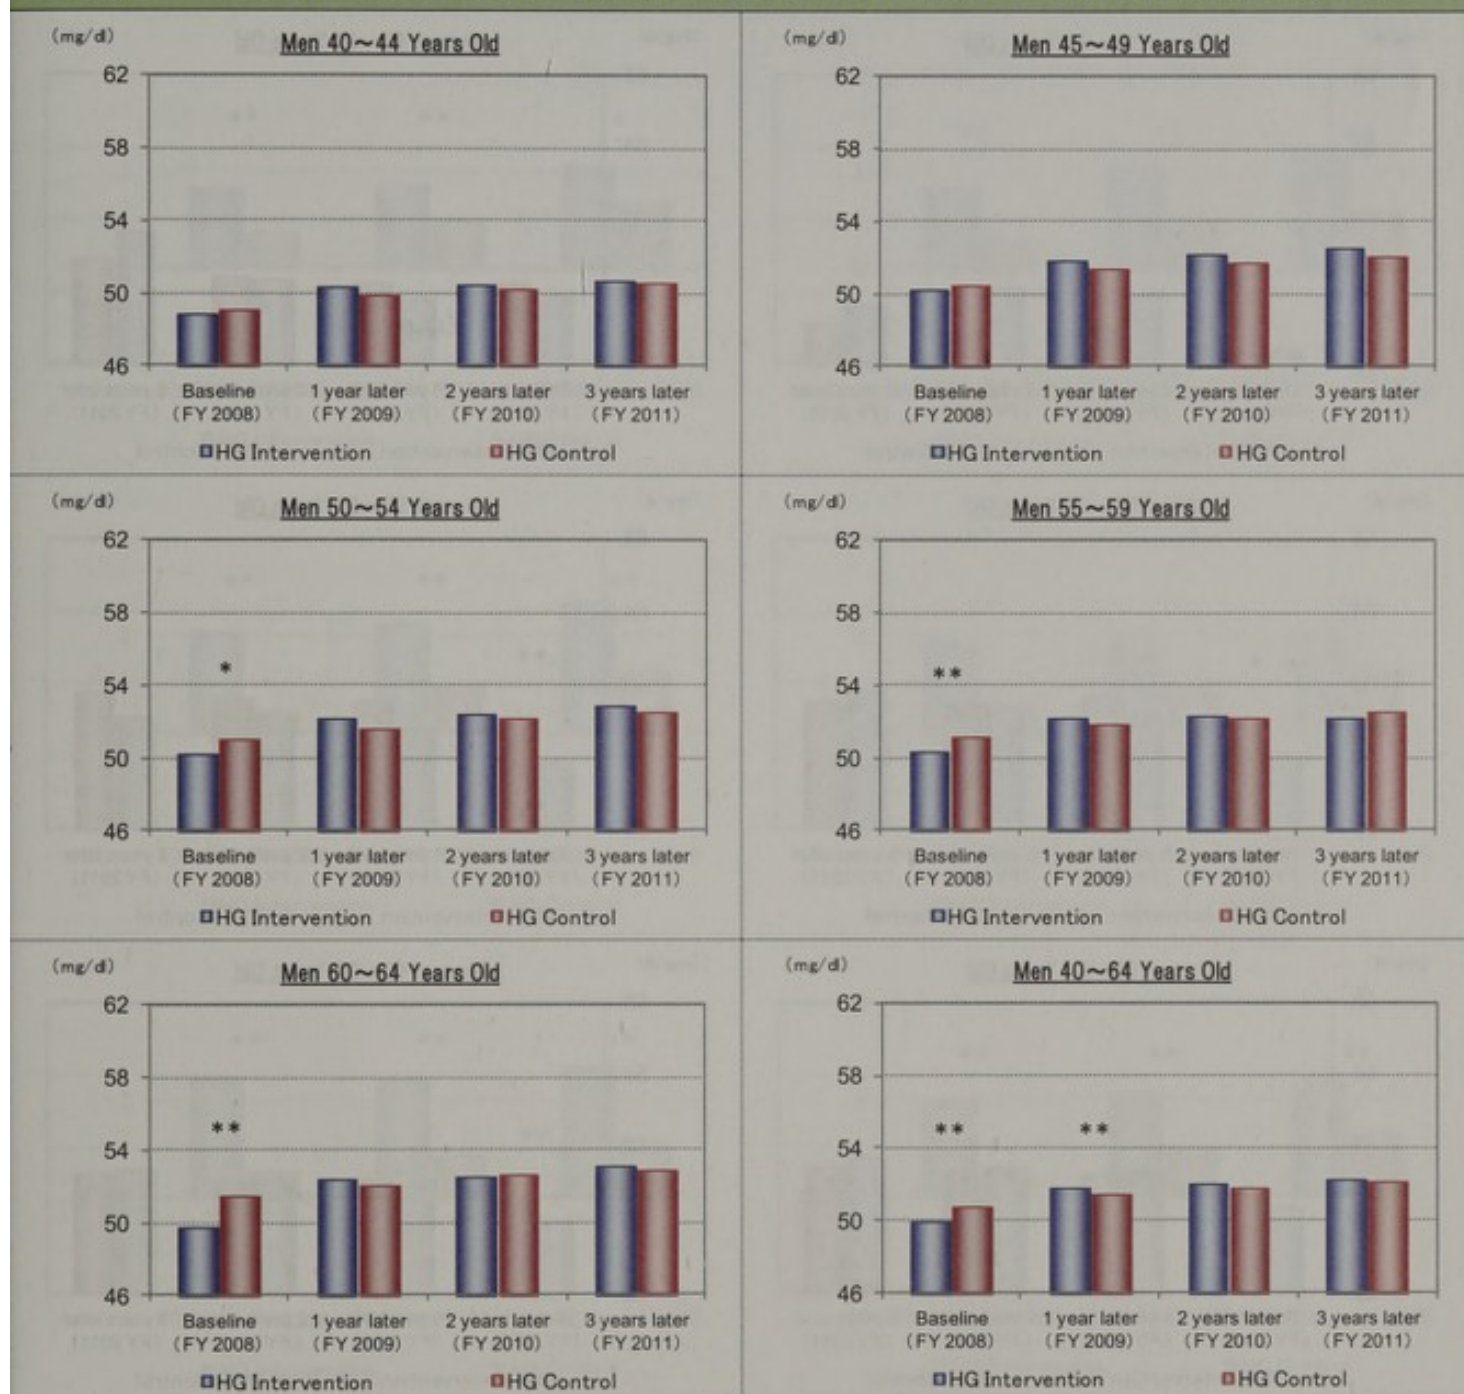 (mg/dl)
Men 40～44 Years Old
62
58
54
50
46
Baseline 1 year later 2 years later 3 years later
(FY 2008) (FY 2009) (FY 2010) (FY 2011)
HG Intervention HG Control
(mg/dl)
Men 45～49 Years Old
62
58
54
50
46
Baseline 1 year later 2 years later 3 years later
(FY 2008) (FY 2009) (FY 2010) (FY 2011)
HG Intervention HG Control
(mg/dl)
Men 50～54 Years Old
62
58
*
54
50
46
Baseline 1 year later 2 years later 3 years later
(FY 2008) (FY 2009) (FY 2010) (FY 2011)
HG Intervention HG Control
(mg/dl)
Men 55～59 Years Old
62
58
**
54
50
46
Baseline 1 year later 2 years later 3 years later
(FY 2008) (FY 2009) (FY 2010) (FY 2011)
HG Intervention HG Control
(mg/dl)
Men 60～64 Years Old
62
58
**
54
50
46
Baseline 1 year later 2 years later 3 years later
(FY 2008) (FY 2009) (FY 2010) (FY 2011)
HG Intervention HG Control
(mg/dl)
Men 40～64 Years Old
62
58
** **
54
50
46
Baseline 1 year later 2 years later 3 years later
(FY 2008) (FY 2009) (FY 2010) (FY 2011)
HG Intervention HG Control